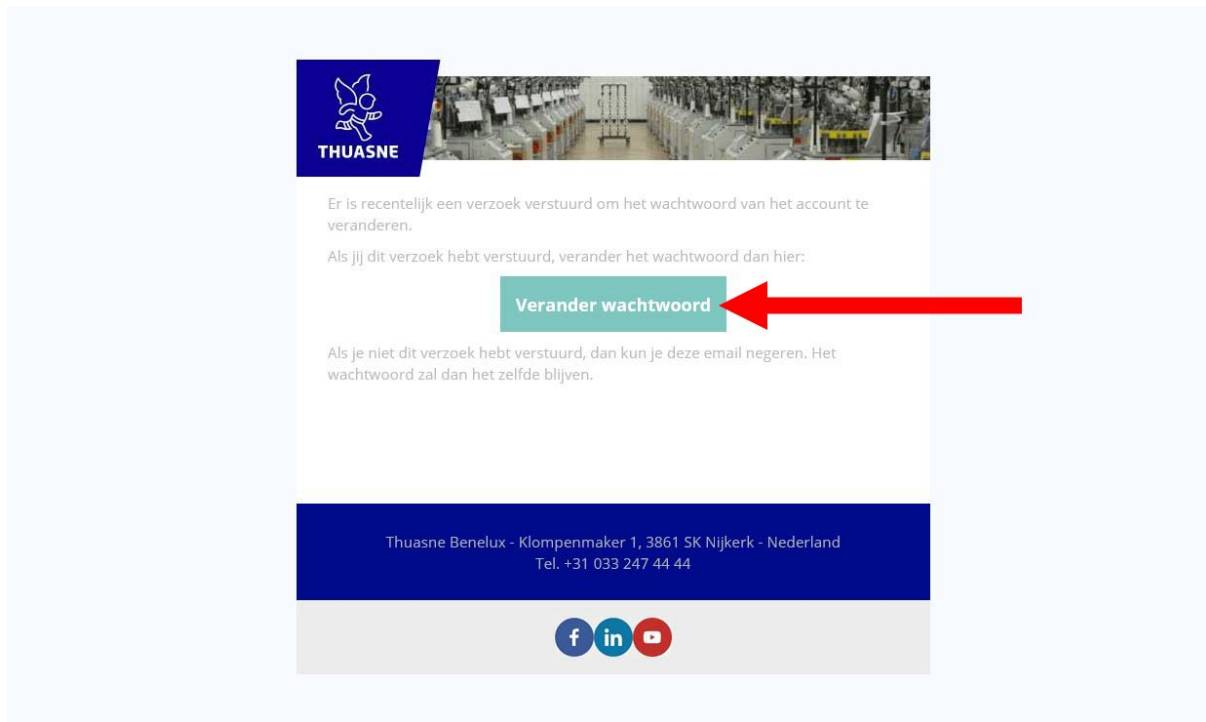 THUASNE
Er is recentelijk een verzoek verstuurd om het wachtwoord van het account te
veranderen.
Als jij dit verzoek hebt verstuurd, verander het wachtwoord dan hier:
Verander wachtwoord
Als je niet dit verzoek hebt verstuurd, dan kun je deze email negeren. Het
wachtwoord zal dan het zelfde blijven.
Thuasne Benelux - Klompenmaker 1, 3861 SK Nijkerk - Nederland
Tel. +31 033 247 44 44
f in